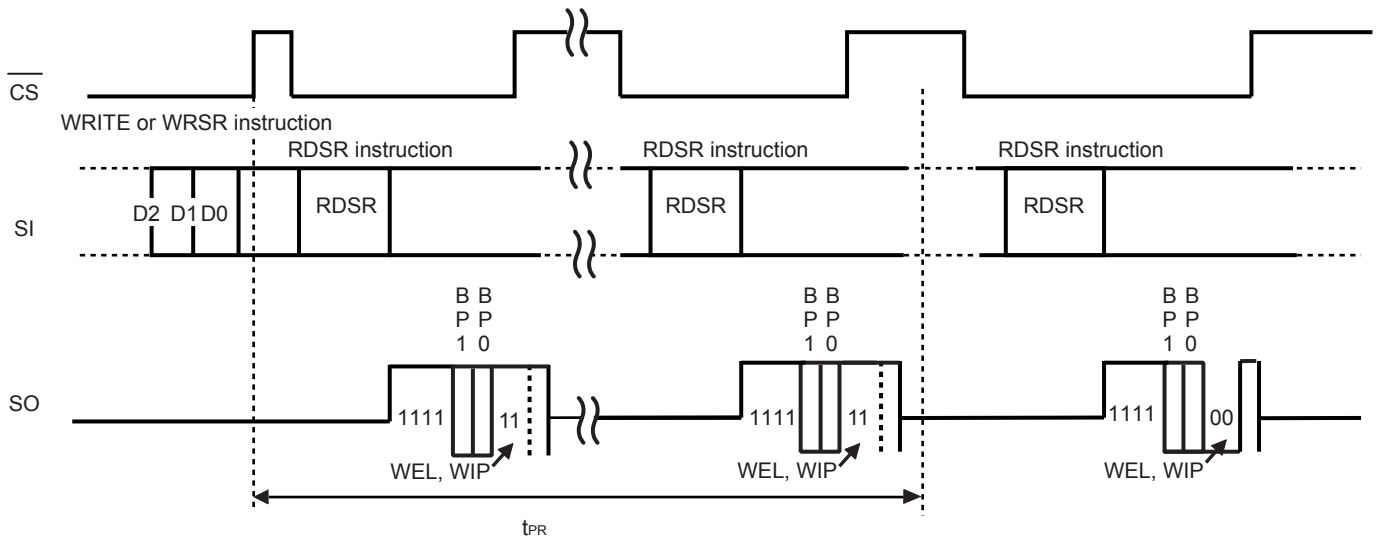 CS
WRITE or WRSR instruction
RDSR instruction RDSR instruction RDSR instruction
SI
D2 D1 D0 RDSR RDSR RDSR
B B B B B B
P P P P P P
1 0 1 0 1 0
SO
1111 11 1111 11 1111 00
WEL, WIP WEL, WIP WEL, WIP
tPR